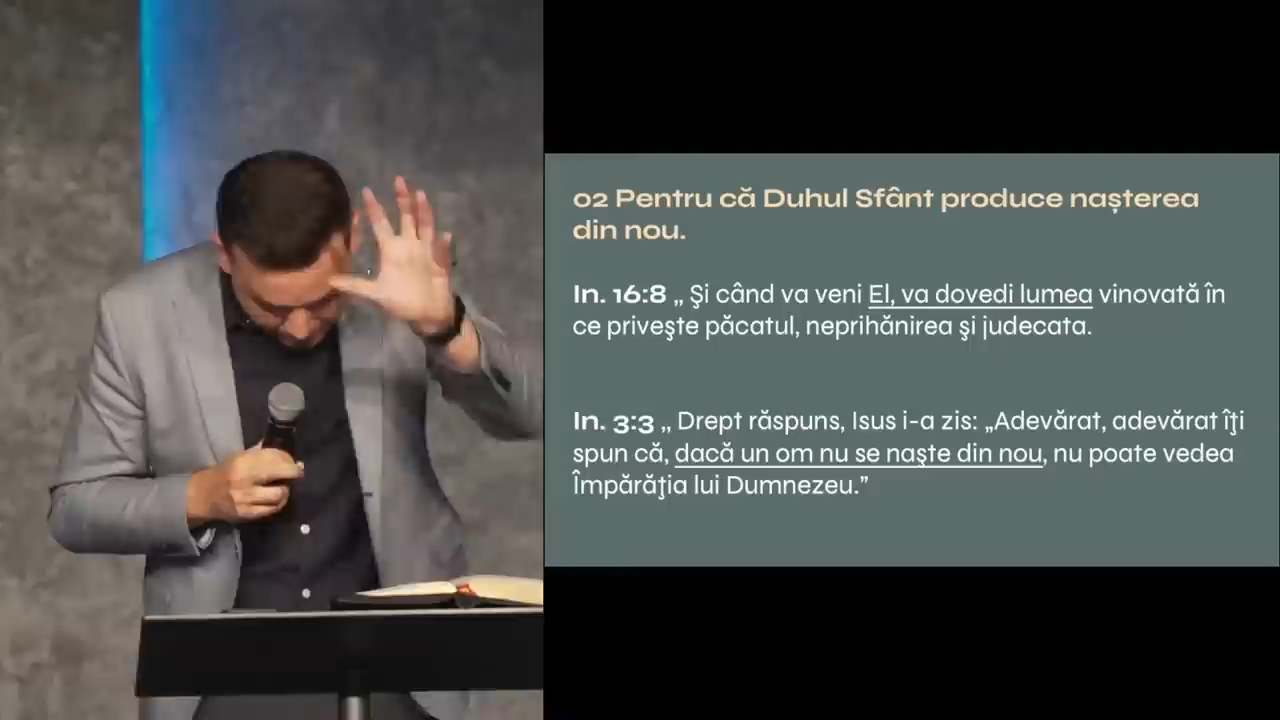 02 Pentru că Duhul Sfânt produce nașterea
din nou.
In. 16:8 „ Şi când va veni El, va dovedi lumea vinovată în
ce priveşte păcatul, neprihănirea şi judecata.
In. 3:3 „ Drept răspuns, Isus i-a zis: „Adevărat, adevărat îţi
spun că, dacă un om nu se naşte din nou, nu poate vedea
Împărăţia lui Dumnezeu.”